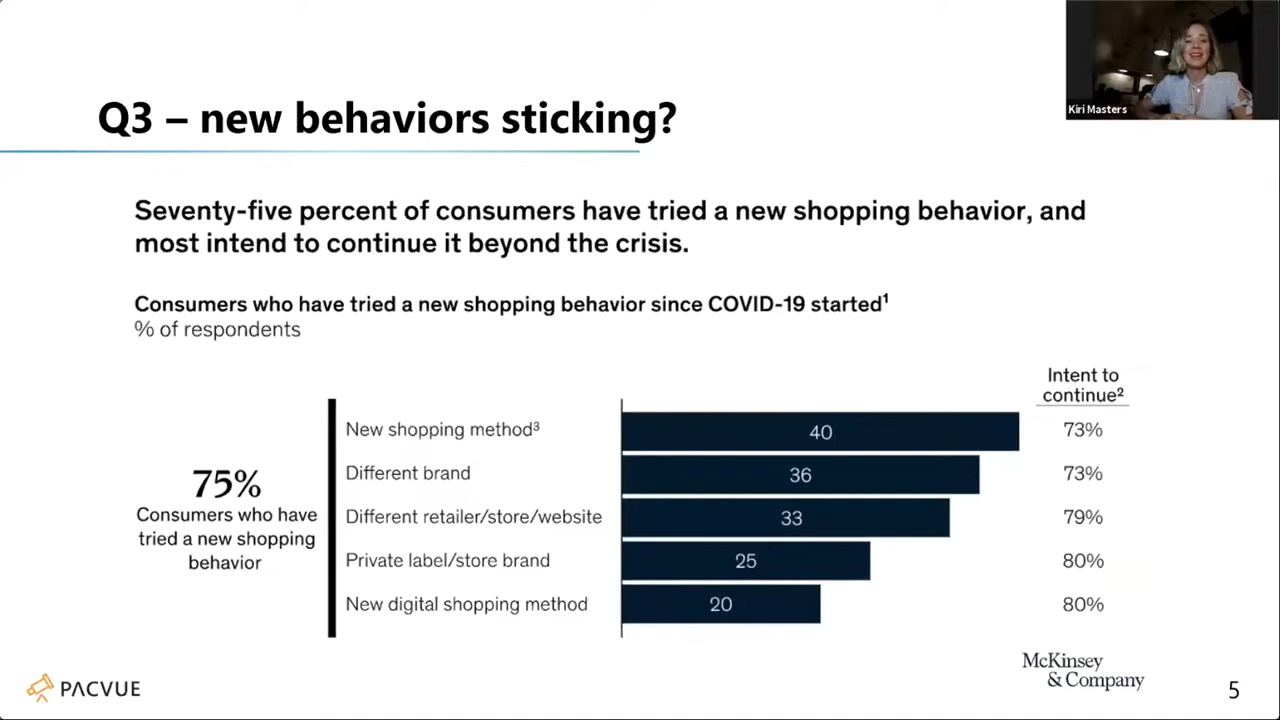 Kiri Masters
Q3 – new behaviors sticking?
Seventy-five percent of consumers have tried a new shopping behavior, and
most intend to continue it beyond the crisis.
Consumers who have tried a new shopping behavior since COVID-19 started¹
% of respondents
Intent to
continue²
75%
Consumers who have
tried a new shopping
behavior
New shopping method³ 40 73%
Different brand 36 73%
Different retailer/store/website 33 79%
Private label/store brand 25 80%
New digital shopping method 20 80%
PACVUE
McKinsey
& Company
5